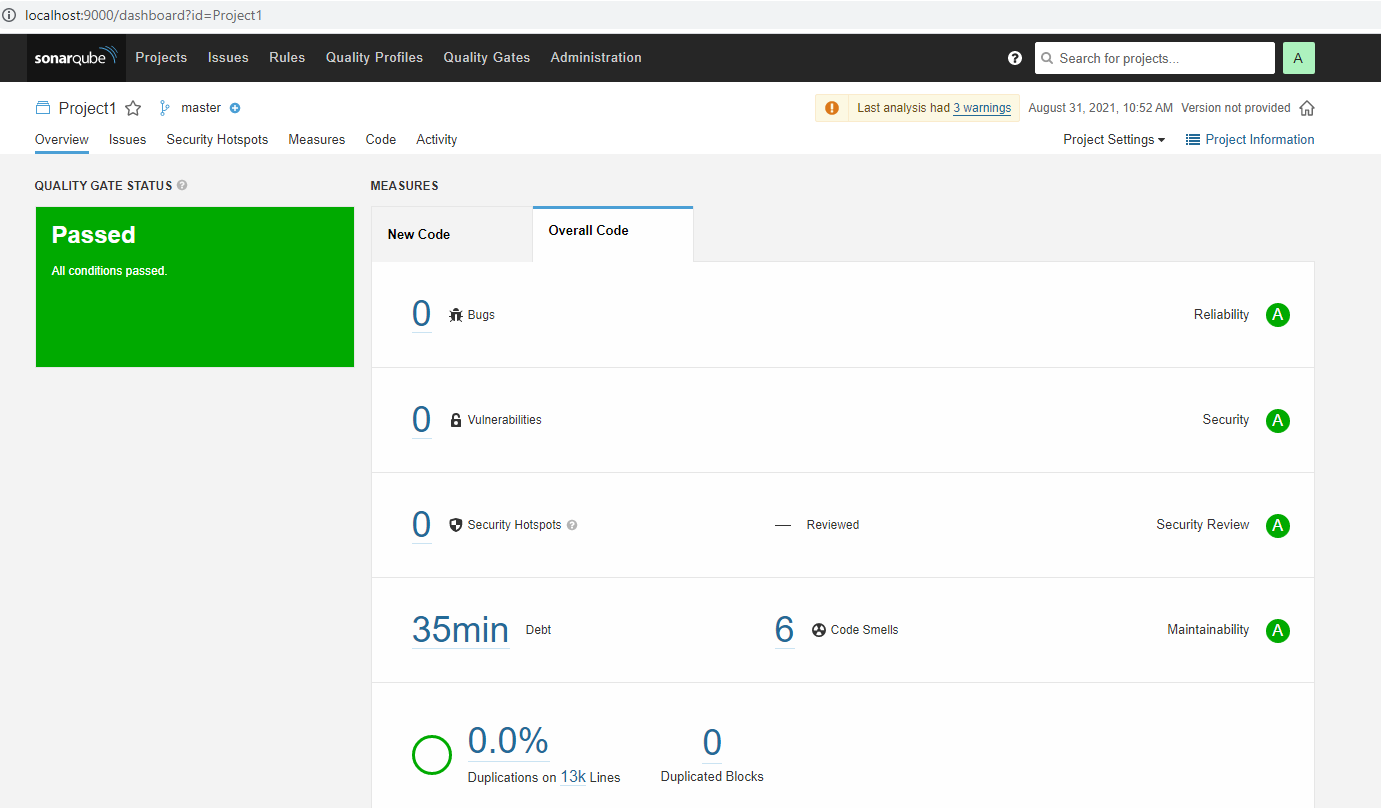 localhost:9000/dashboard?id=Project1
sonarqube Projects Issues Rules Quality Profiles Quality Gates Administration Search for projects... A
Project1 master Last analysis had 3 warnings August 31, 2021, 10:52 AM Version not provided
Overview Issues Security Hotspots Measures Code Activity Project Settings Project Information
QUALITY GATE STATUS
Passed
All conditions passed.
MEASURES
New Code Overall Code
0 Bugs Reliability A
0 Vulnerabilities Security A
0 Security Hotspots — Reviewed Security Review A
35min Debt 6 Code Smells Maintainability A
0.0%
Duplications on 13k Lines
0
Duplicated Blocks